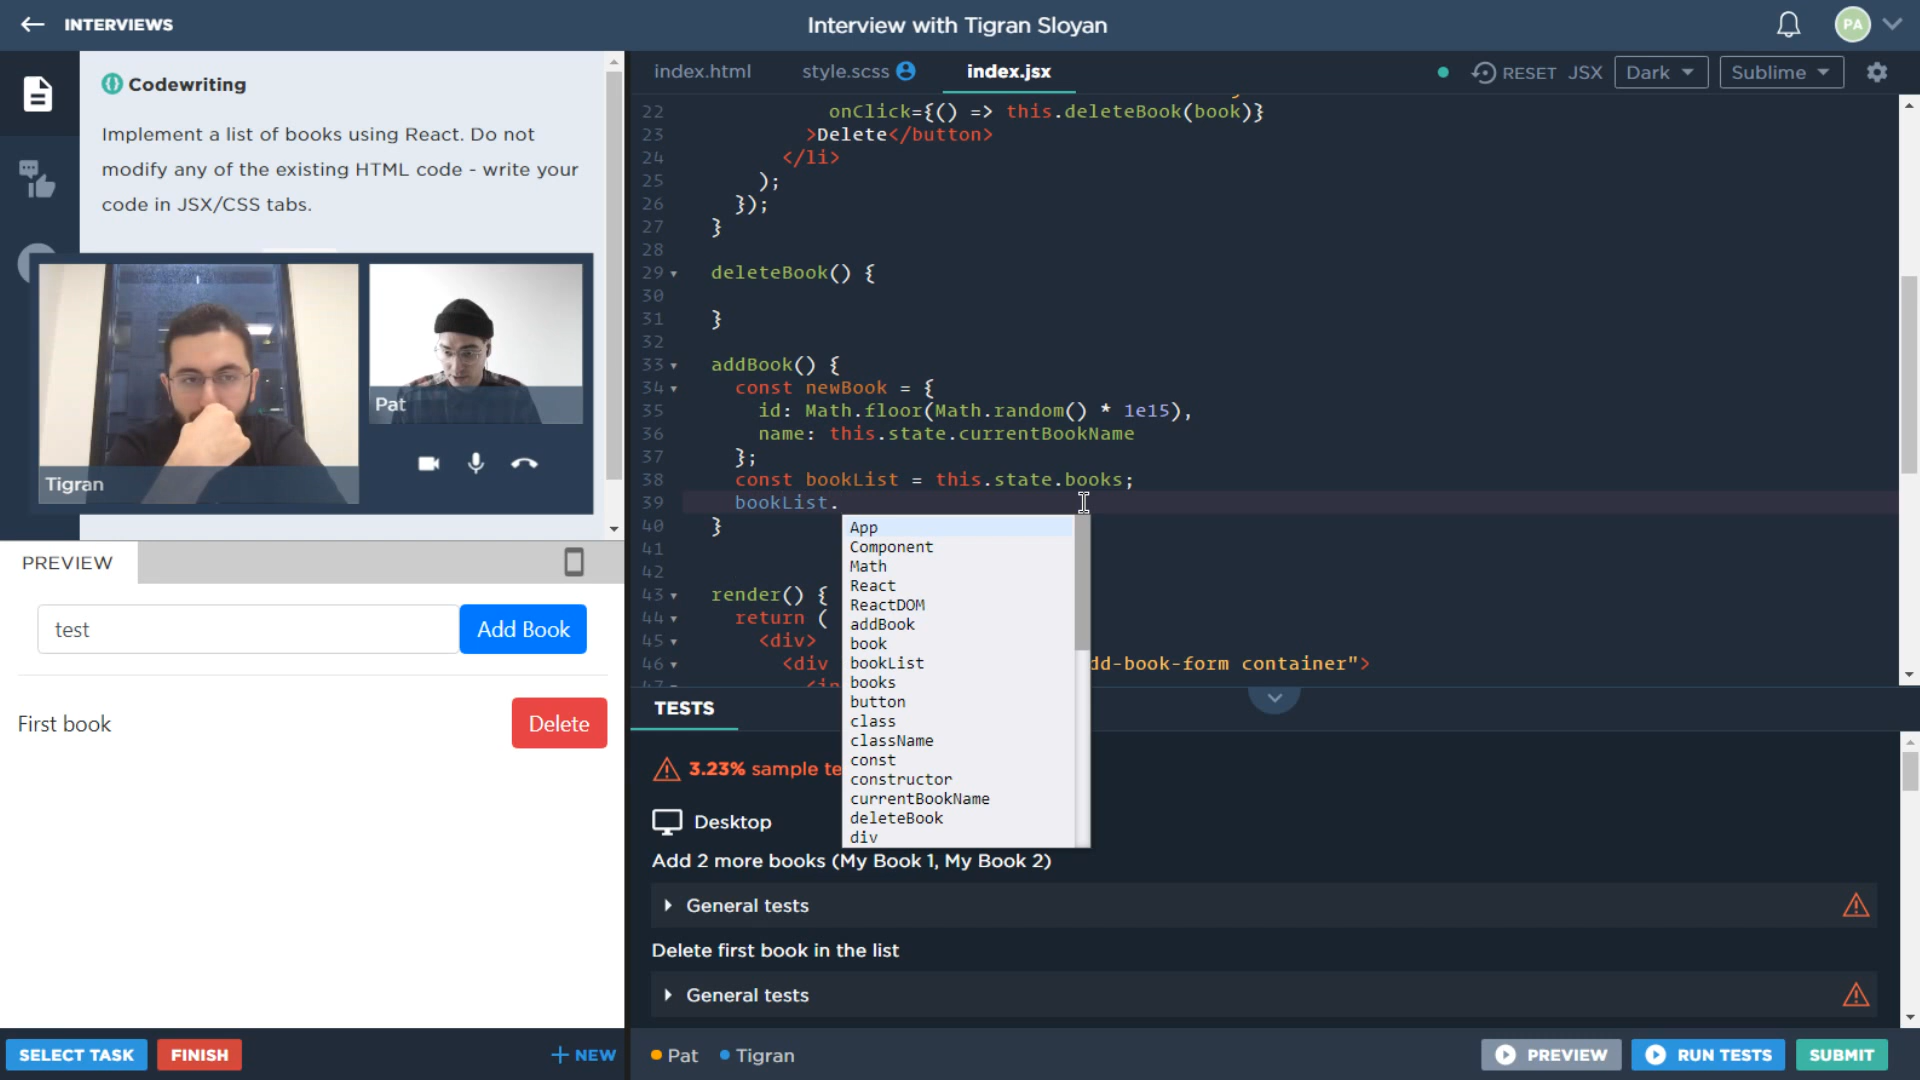 INTERVIEWS
Interview with Tigran Sloyan
PA
Codewriting
Implement a list of books using React. Do not
modify any of the existing HTML code - write your
code in JSX/CSS tabs.
Tigran
Pat
PREVIEW
test
Add Book
First book
Delete
SELECT TASK
FINISH
NEW
index.html
style.scss
index.jsx
RESET
JSX
Dark
Sublime
22 onClick={() => this.deleteBook(book)}
23 >Delete</button>
24 </li>
25 );
26 });
27 }
28
29 deleteBook() {
30
31 }
32
33 addBook() {
34 const newBook = {
35 id: Math.floor(Math.random() * 1e15),
36 name: this.state.currentBookName
37 };
38 const bookList = this.state.books;
39 bookList.
40 }
41
42
43 render() {
44 return (
45 <div>
46 <div dd-book-form container">
App
Component
Math
React
ReactDOM
addBook
book
bookList
books
button
class
className
const
constructor
currentBookName
deleteBook
div
TESTS
3.23% sample te
Desktop
Add 2 more books (My Book 1, My Book 2)
General tests
Delete first book in the list
General tests
Pat
Tigran
PREVIEW
RUN TESTS
SUBMIT